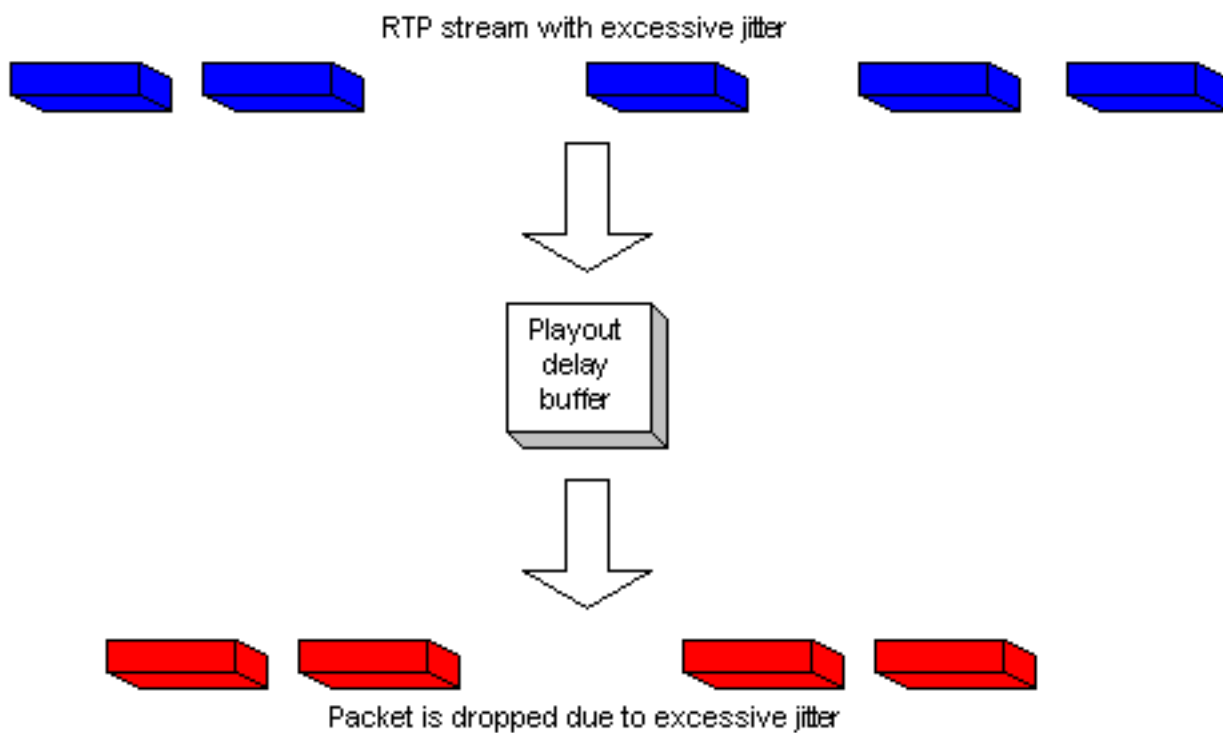 RTP stream with excessive jitter
Playout
delay
buffer
Packet is dropped due to excessive jitter